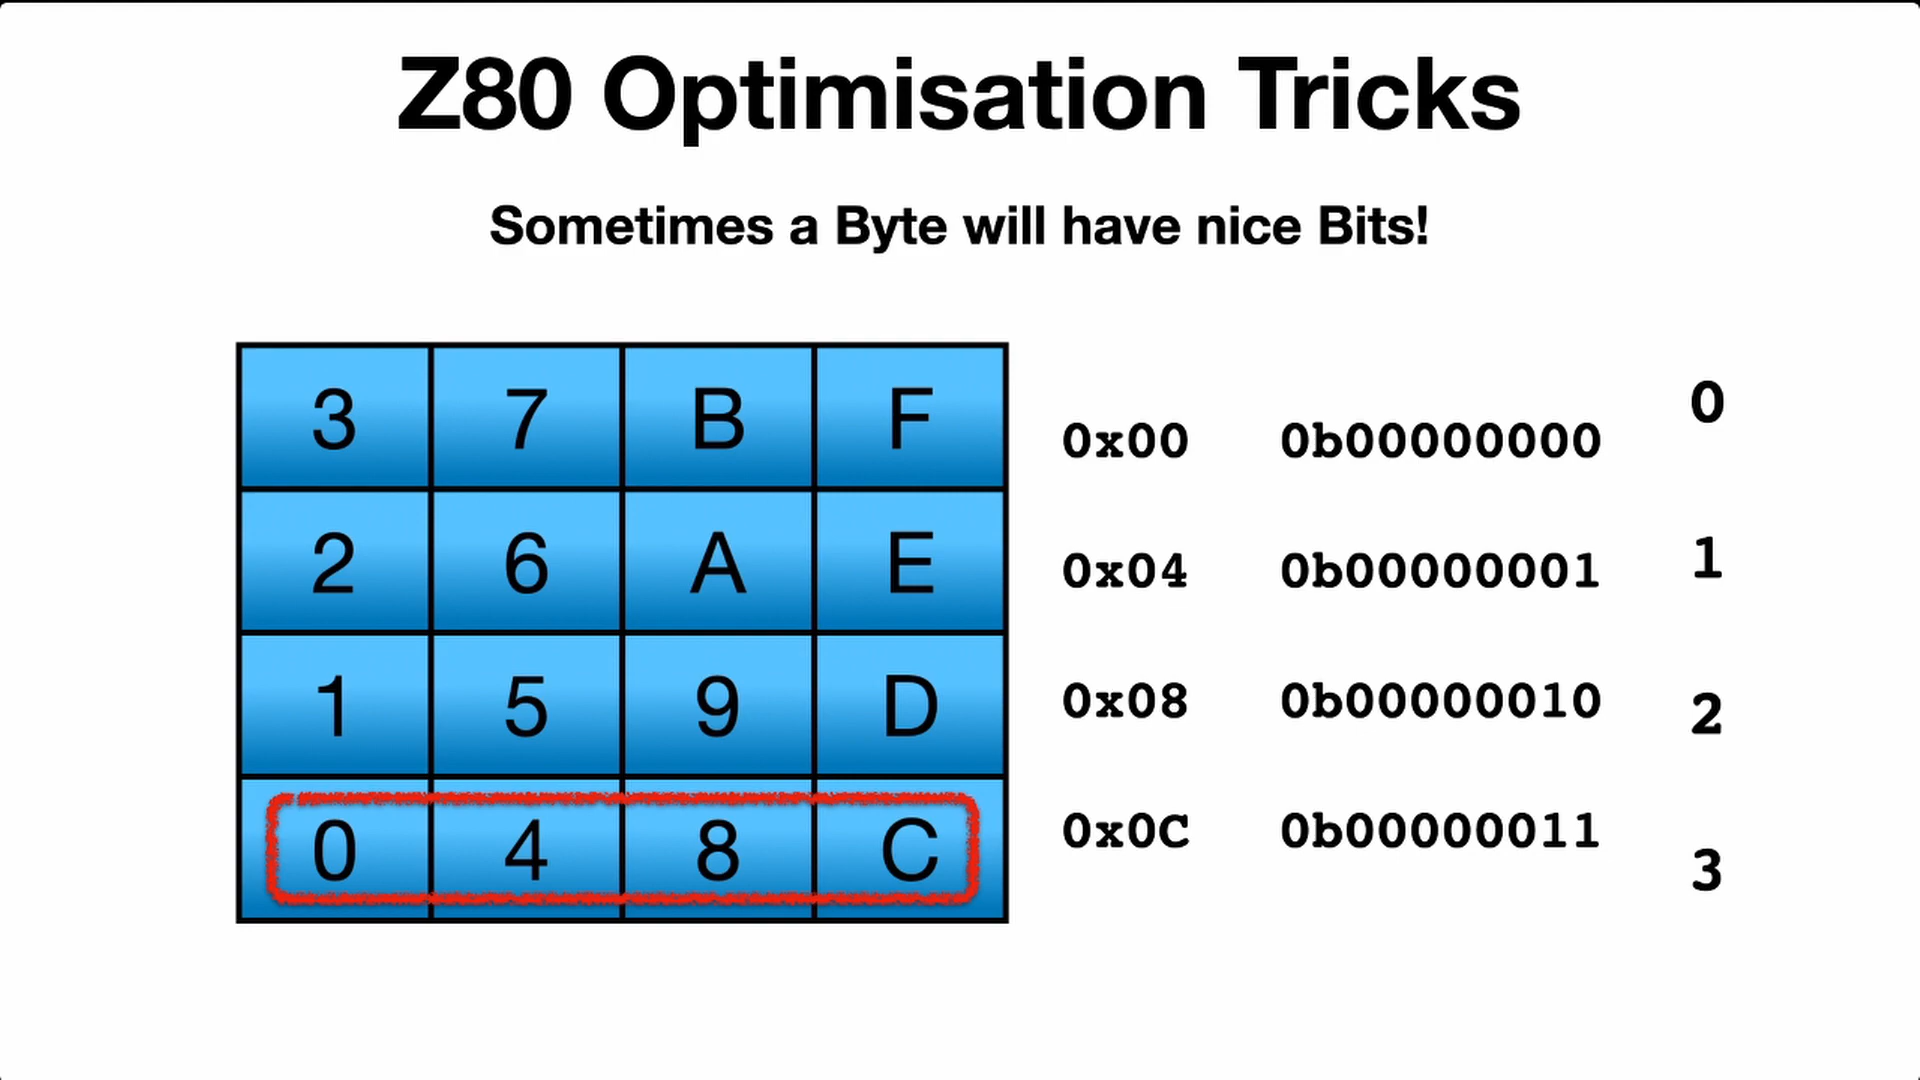 Z80 Optimisation Tricks
Sometimes a Byte will have nice Bits!
3 7 B F
2 6 A E
1 5 9 D
0 4 8 C
0x00 0b00000000 0
0x04 0b00000001 1
0x08 0b00000010 2
0x0C 0b00000011 3